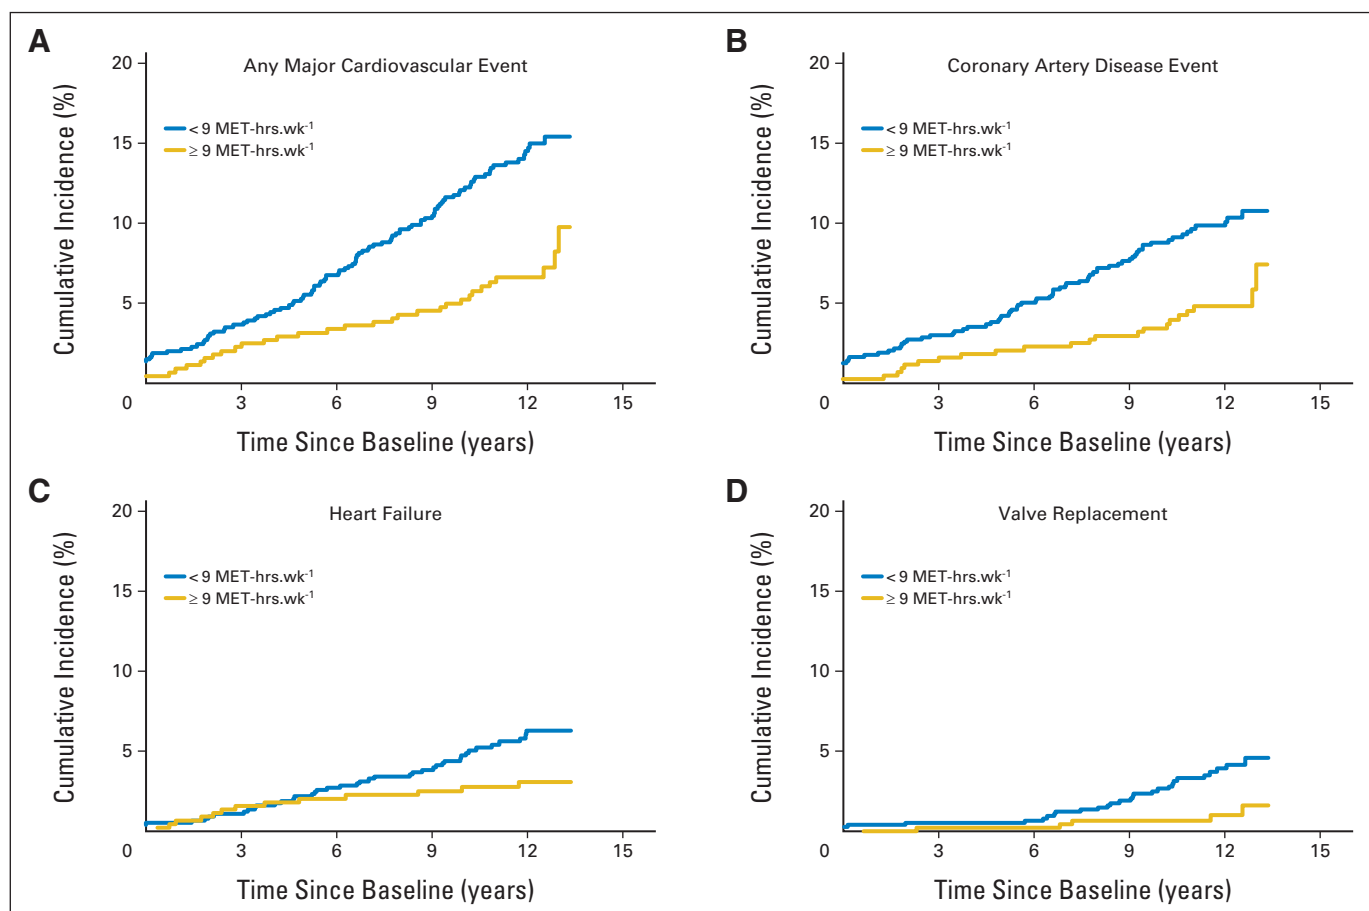 A
Any Major Cardiovascular Event
Cumulative Incidence (%)
20
15
10
5
< 9 MET-hrs.wk-1
≥ 9 MET-hrs.wk-1
0 3 6 9 12 15
Time Since Baseline (years)
B
Coronary Artery Disease Event
Cumulative Incidence (%)
20
15
10
5
< 9 MET-hrs.wk-1
≥ 9 MET-hrs.wk-1
0 3 6 9 12 15
Time Since Baseline (years)
C
Heart Failure
Cumulative Incidence (%)
20
15
10
5
< 9 MET-hrs.wk-1
≥ 9 MET-hrs.wk-1
0 3 6 9 12 15
Time Since Baseline (years)
D
Valve Replacement
Cumulative Incidence (%)
20
15
10
5
< 9 MET-hrs.wk-1
≥ 9 MET-hrs.wk-1
0 3 6 9 12 15
Time Since Baseline (years)